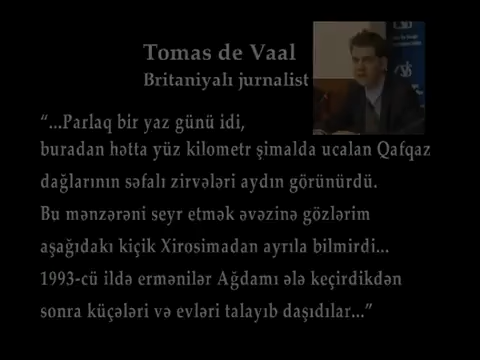 Tomas de Vaal
Britaniyalı jurnalist
"...Parlaq bir yaz günü idi,
buradan hətta yüz kilometr şimalda ucalan Qafqaz
dağlarının səfalı zirvələri aydın görünürdü.
Bu mənzərəni seyr etmək əvəzinə gözlərim
aşağıdakı kiçik Xirosimadan ayrıla bilmirdi...
1993-cü ildə ermənilər Ağdamı ələ keçirdikdən
sonra küçələri və evləri talayıb daşıdılar..."